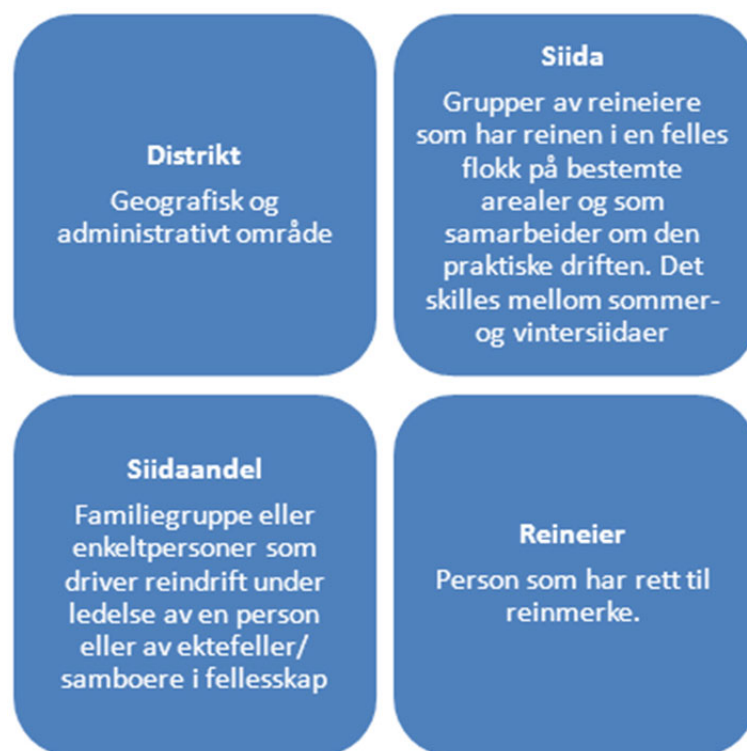 Distrikt
Geografisk og
administrativt område
Siida
Grupper av reineiere
som har reinen i en felles
flokk på bestemte
arealer og som
samarbeider om den
praktiske driften. Det
skilles mellom sommer-
og vintersiidaer
Siidaandel
Familiegruppe eller
enkeltpersoner som
driver reindrift under
ledelse av en person
eller av ektefeller/
samboere i fellesskap
Reineier
Person som har rett til
reinmerke.